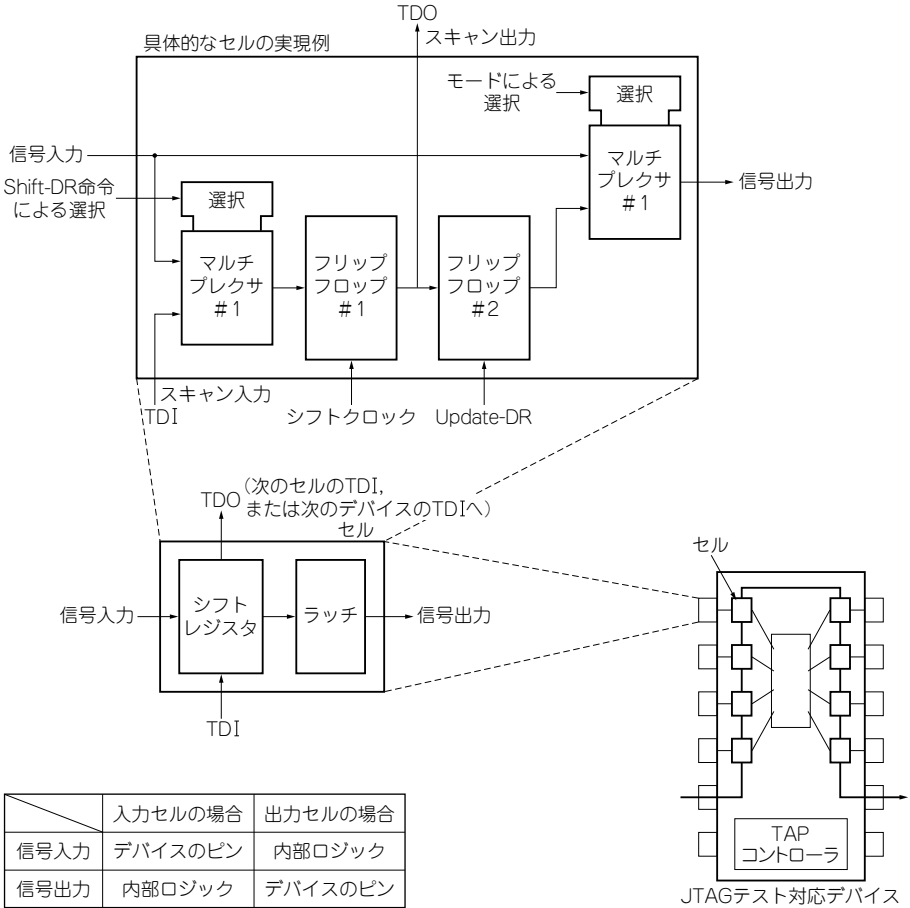 TDO
スキャン出力
具体的なセルの実現例
モードによる
選択
選択
信号入力
マルチ
プレクサ
#1
信号出力
Shift-DR命令
による選択
選択
マルチ
プレクサ
#1
フリップ
フロップ
#1
フリップ
フロップ
#2
スキャン入力
TDI
シフトクロック
Update-DR
TDO
(次のセルのTDI,
または次のデバイスのTDIへ)
セル
信号入力
シフト
レジスタ
ラッチ
信号出力
TDI
セル
TAP
コントローラ
JTAGテスト対応デバイス
入力セルの場合 出力セルの場合
信号入力 デバイスのピン 内部ロジック
信号出力 内部ロジック デバイスのピン